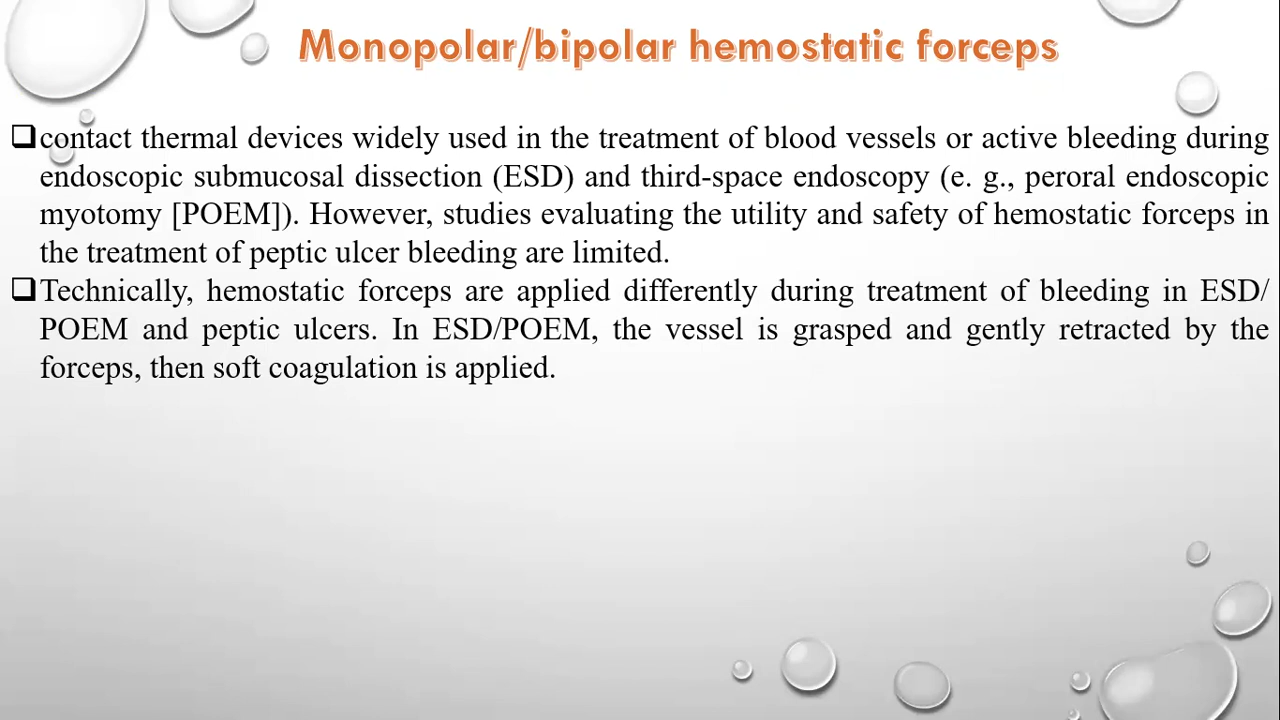 Monopolar/bipolar hemostatic forceps
❑contact thermal devices widely used in the treatment of blood vessels or active bleeding during
endoscopic submucosal dissection (ESD) and third-space endoscopy (e. g., peroral endoscopic
myotomy [POEM]). However, studies evaluating the utility and safety of hemostatic forceps in
the treatment of peptic ulcer bleeding are limited.
❑Technically, hemostatic forceps are applied differently during treatment of bleeding in ESD/
POEM and peptic ulcers. In ESD/POEM, the vessel is grasped and gently retracted by the
forceps, then soft coagulation is applied.